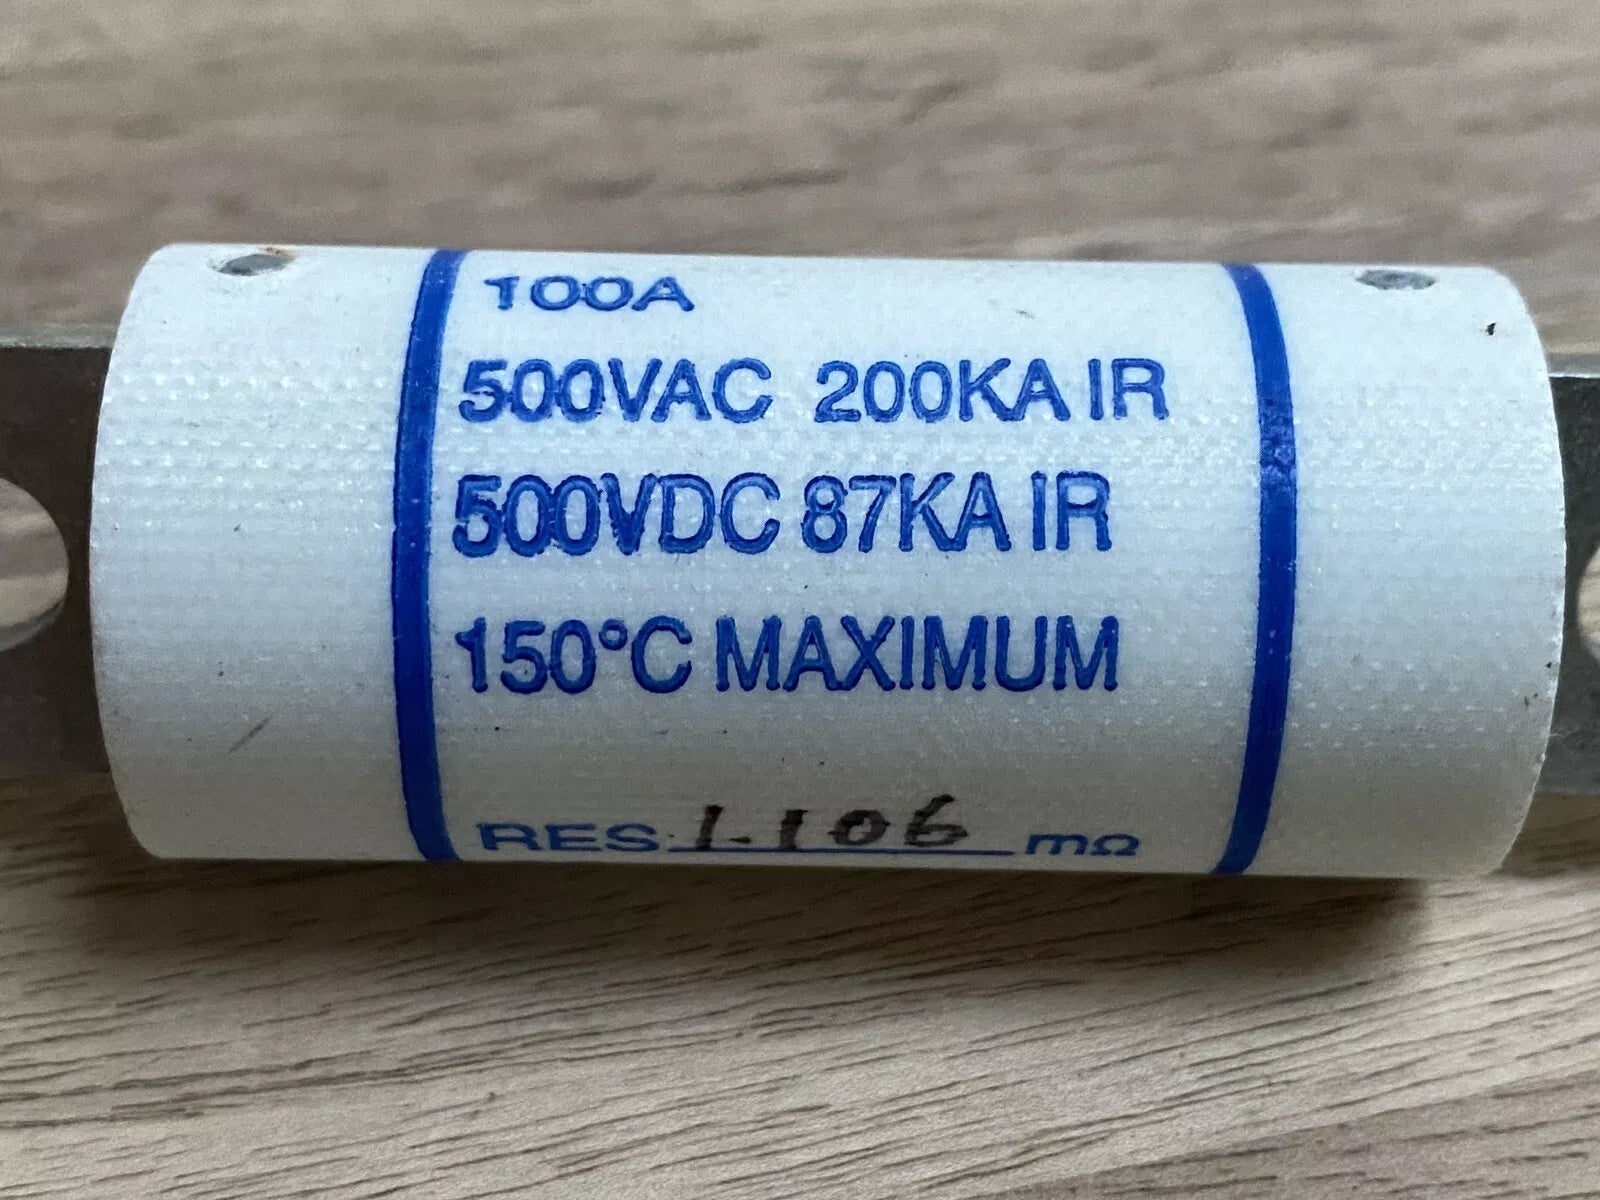 100A
500VAC 200KA IR
500VDC 87KA IR
150°C MAXIMUM
RES. 1.106 mΩ